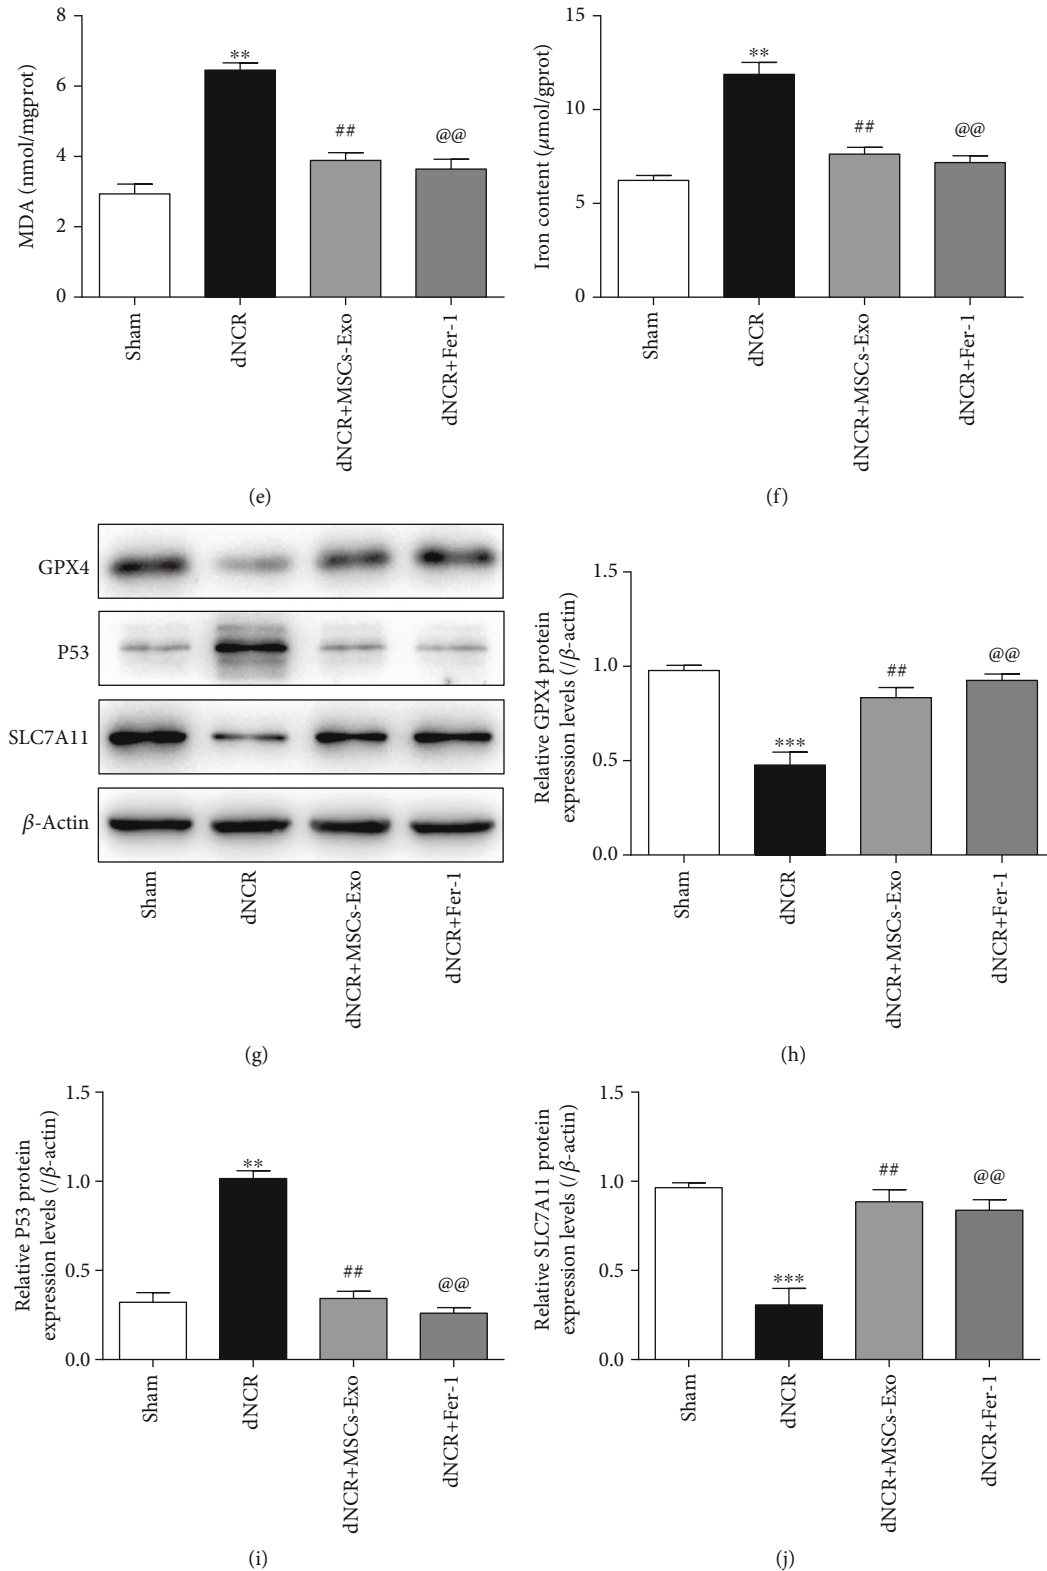 MDA (nmol/mgprot)
8
6
4
2
0
**
##
@@
Sham
dNCR
dNCR+MSCs-Exo
dNCR+Fer-1
(e)
Iron content (μmol/gprot)
15
10
5
0
**
##
@@
Sham
dNCR
dNCR+MSCs-Exo
dNCR+Fer-1
(f)
GPX4
P53
SLC7A11
β-Actin
Sham
dNCR
dNCR+MSCs-Exo
dNCR+Fer-1
(g)
Relative GPX4 protein
expression levels (/β-actin)
1.5
1.0
0.5
0.0
***
##
@@
Sham
dNCR
dNCR+MSCs-Exo
dNCR+Fer-1
(h)
Relative P53 protein
expression levels (/β-actin)
1.5
1.0
0.5
0.0
**
##
@@
Sham
dNCR
dNCR+MSCs-Exo
dNCR+Fer-1
(i)
Relative SLC7A11 protein
expression levels (/β-actin)
1.5
1.0
0.5
0.0
***
##
@@
Sham
dNCR
dNCR+MSCs-Exo
dNCR+Fer-1
(j)